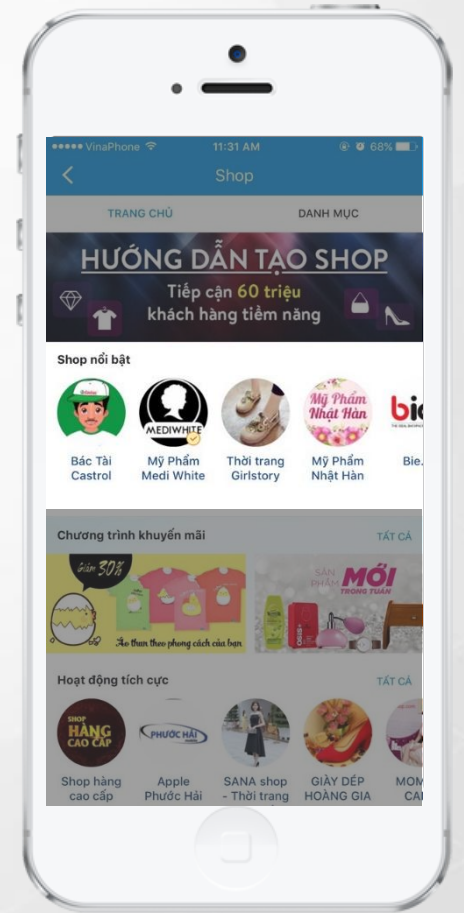 VinaPhone 11:31 AM 68%
Shop
TRANG CHỦ DANH MỤC
HƯỚNG DẪN TẠO SHOP
Tiếp cận 60 triệu
khách hàng tiềm năng
Shop nổi bật
MEDIWHITE
Mỹ Phẩm
Nhật Hàn
Bác Tài Castrol
Mỹ Phẩm Medi White
Thời trang Girlstory
Mỹ Phẩm Nhật Hàn
Bie.
Chương trình khuyến mãi TẤT CẢ
Giảm 30%
Áo thun theo phong cách của bạn
SẢN PHẨM MỚI
TRONG TUẦN
Hoạt động tích cực TẤT CẢ
SHOP
HÀNG
CAO CẤP
PHƯỚC HẢI
Shop hàng cao cấp
Apple Phước Hải
SANA shop - Thời trang
GIÀY DÉP HOÀNG GIA
MOM
CA